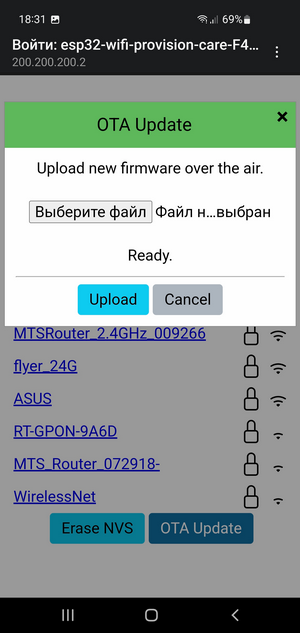 18:31 69%
Войти: esp32-wifi-provision-care-F4...
200.200.200.2
OTA Update ×
Upload new firmware over the air.
Выберите файл Файл н...выбран
Ready.
Upload Cancel
MTSRouter_2.4GHz_009266
flyer_24G
ASUS
RT-GPON-9A6D
MTS_Router_072918-
WirelessNet
Erase NVS OTA Update